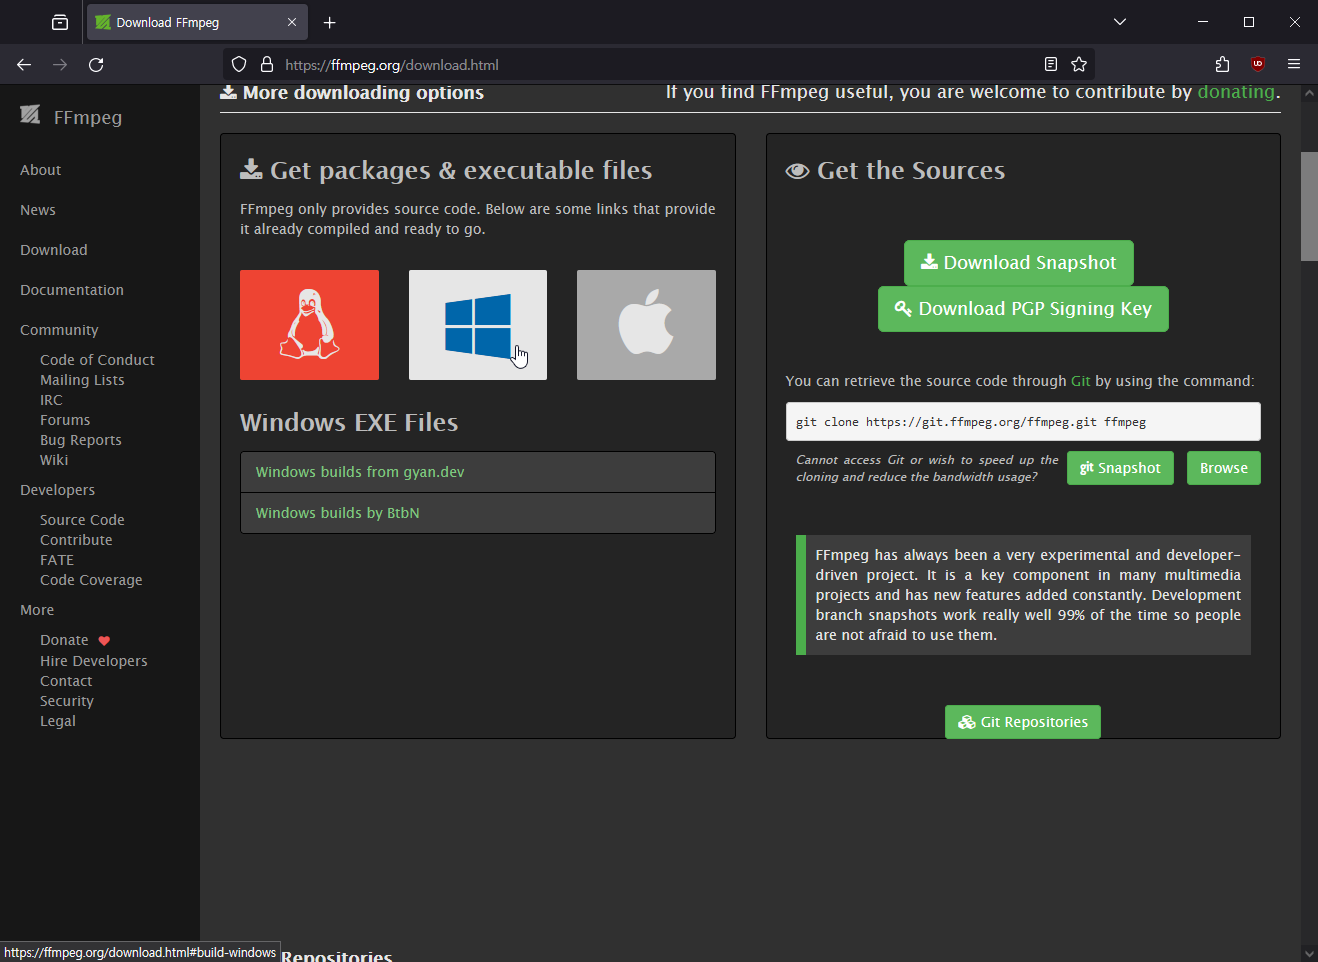 Download FFmpeg
https://ffmpeg.org/download.html
FFmpeg
About
News
Download
Documentation
Community
Code of Conduct
Mailing Lists
IRC
Forums
Bug Reports
Wiki
Developers
Source Code
Contribute
FATE
Code Coverage
More
Donate
Hire Developers
Contact
Security
Legal
More downloading options
If you find FFmpeg useful, you are welcome to contribute by donating.
Get packages & executable files
FFmpeg only provides source code. Below are some links that provide
it already compiled and ready to go.
Windows EXE Files
Windows builds from gyan.dev
Windows builds by BtbN
Get the Sources
Download Snapshot
Download PGP Signing Key
You can retrieve the source code through Git by using the command:
git clone https://git.ffmpeg.org/ffmpeg.git ffmpeg
Cannot access Git or wish to speed up the
cloning and reduce the bandwidth usage?
git Snapshot
Browse
FFmpeg has always been a very experimental and developer-
driven project. It is a key component in many multimedia
projects and has new features added constantly. Development
branch snapshots work really well 99% of the time so people
are not afraid to use them.
Git Repositories
https://ffmpeg.org/download.html#build-windows
Repositories